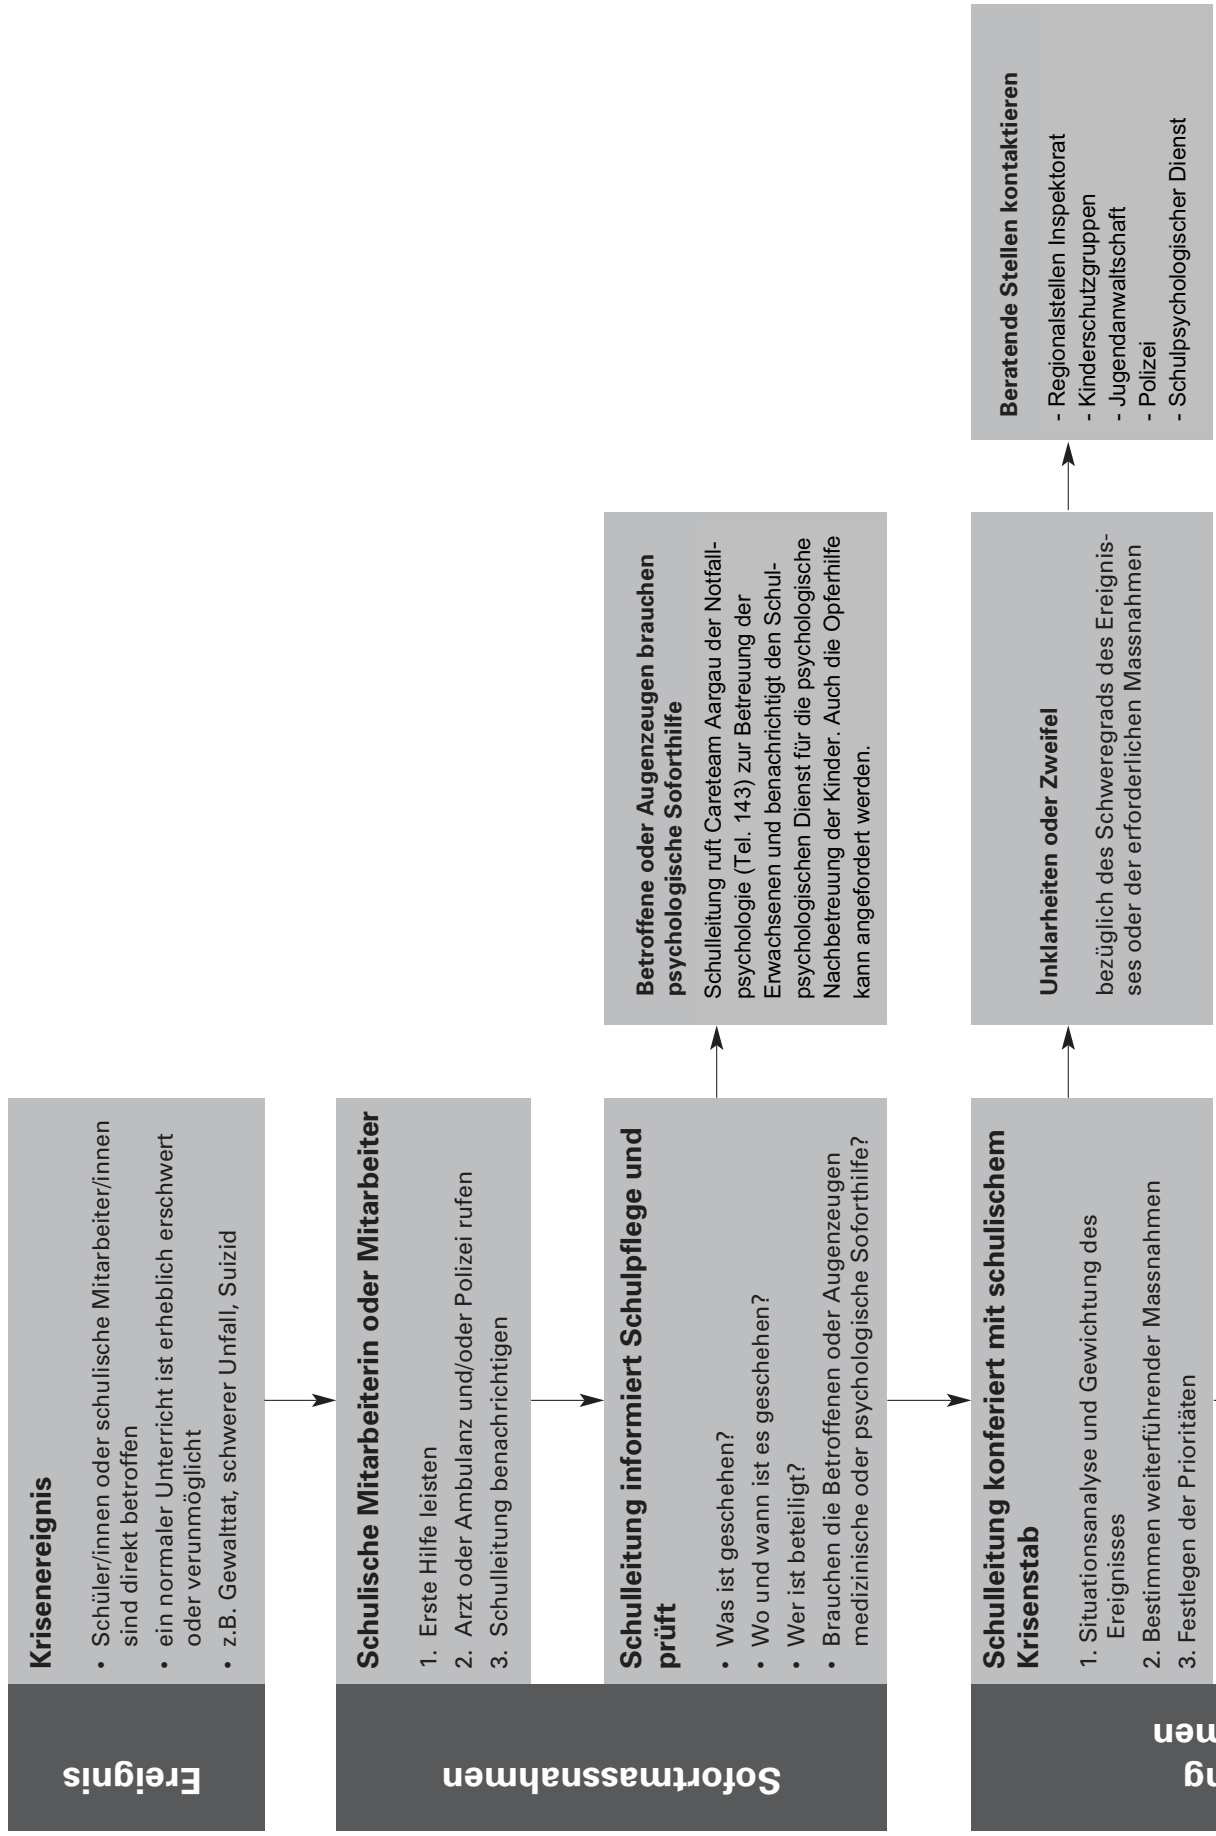 Ereignis
Krisenereignis
• Schüler/innen oder schulische Mitarbeiter/innen
sind direkt betroffen
• ein normaler Unterricht ist erheblich erschwert
oder verunmöglicht
• z.B. Gewalttat, schwerer Unfall, Suizid
Sofortmassnahmen
Schulische Mitarbeiterin oder Mitarbeiter
1. Erste Hilfe leisten
2. Arzt oder Ambulanz und/oder Polizei rufen
3. Schulleitung benachrichtigen
Schulleitung informiert Schulpflege und
prüft
• Was ist geschehen?
• Wo und wann ist es geschehen?
• Wer ist beteiligt?
• Brauchen die Betroffenen oder Augenzeugen
medizinische oder psychologische Soforthilfe?
Betroffene oder Augenzeugen brauchen
psychologische Soforthilfe
Schulleitung ruft Careteam Aargau der Notfall-
psychologie (Tel. 143) zur Betreuung der
Erwachsenen und benachrichtigt den Schul-
psychologischen Dienst für die psychologische
Nachbetreuung der Kinder. Auch die Opferhilfe
kann angefordert werden.
Schulleitung konferiert mit schulischem
Krisenstab
1. Situationsanalyse und Gewichtung des
Ereignisses
2. Bestimmen weiterführender Massnahmen
3. Festlegen der Prioritäten
Unklarheiten oder Zweifel
bezüglich des Schweregrads des Ereignis-
ses oder der erforderlichen Massnahmen
Beratende Stellen kontaktieren
- Regionalstellen Inspektorat
- Kinderschutzgruppen
- Jugendanwaltschaft
- Polizei
- Schulpsychologischer Dienst